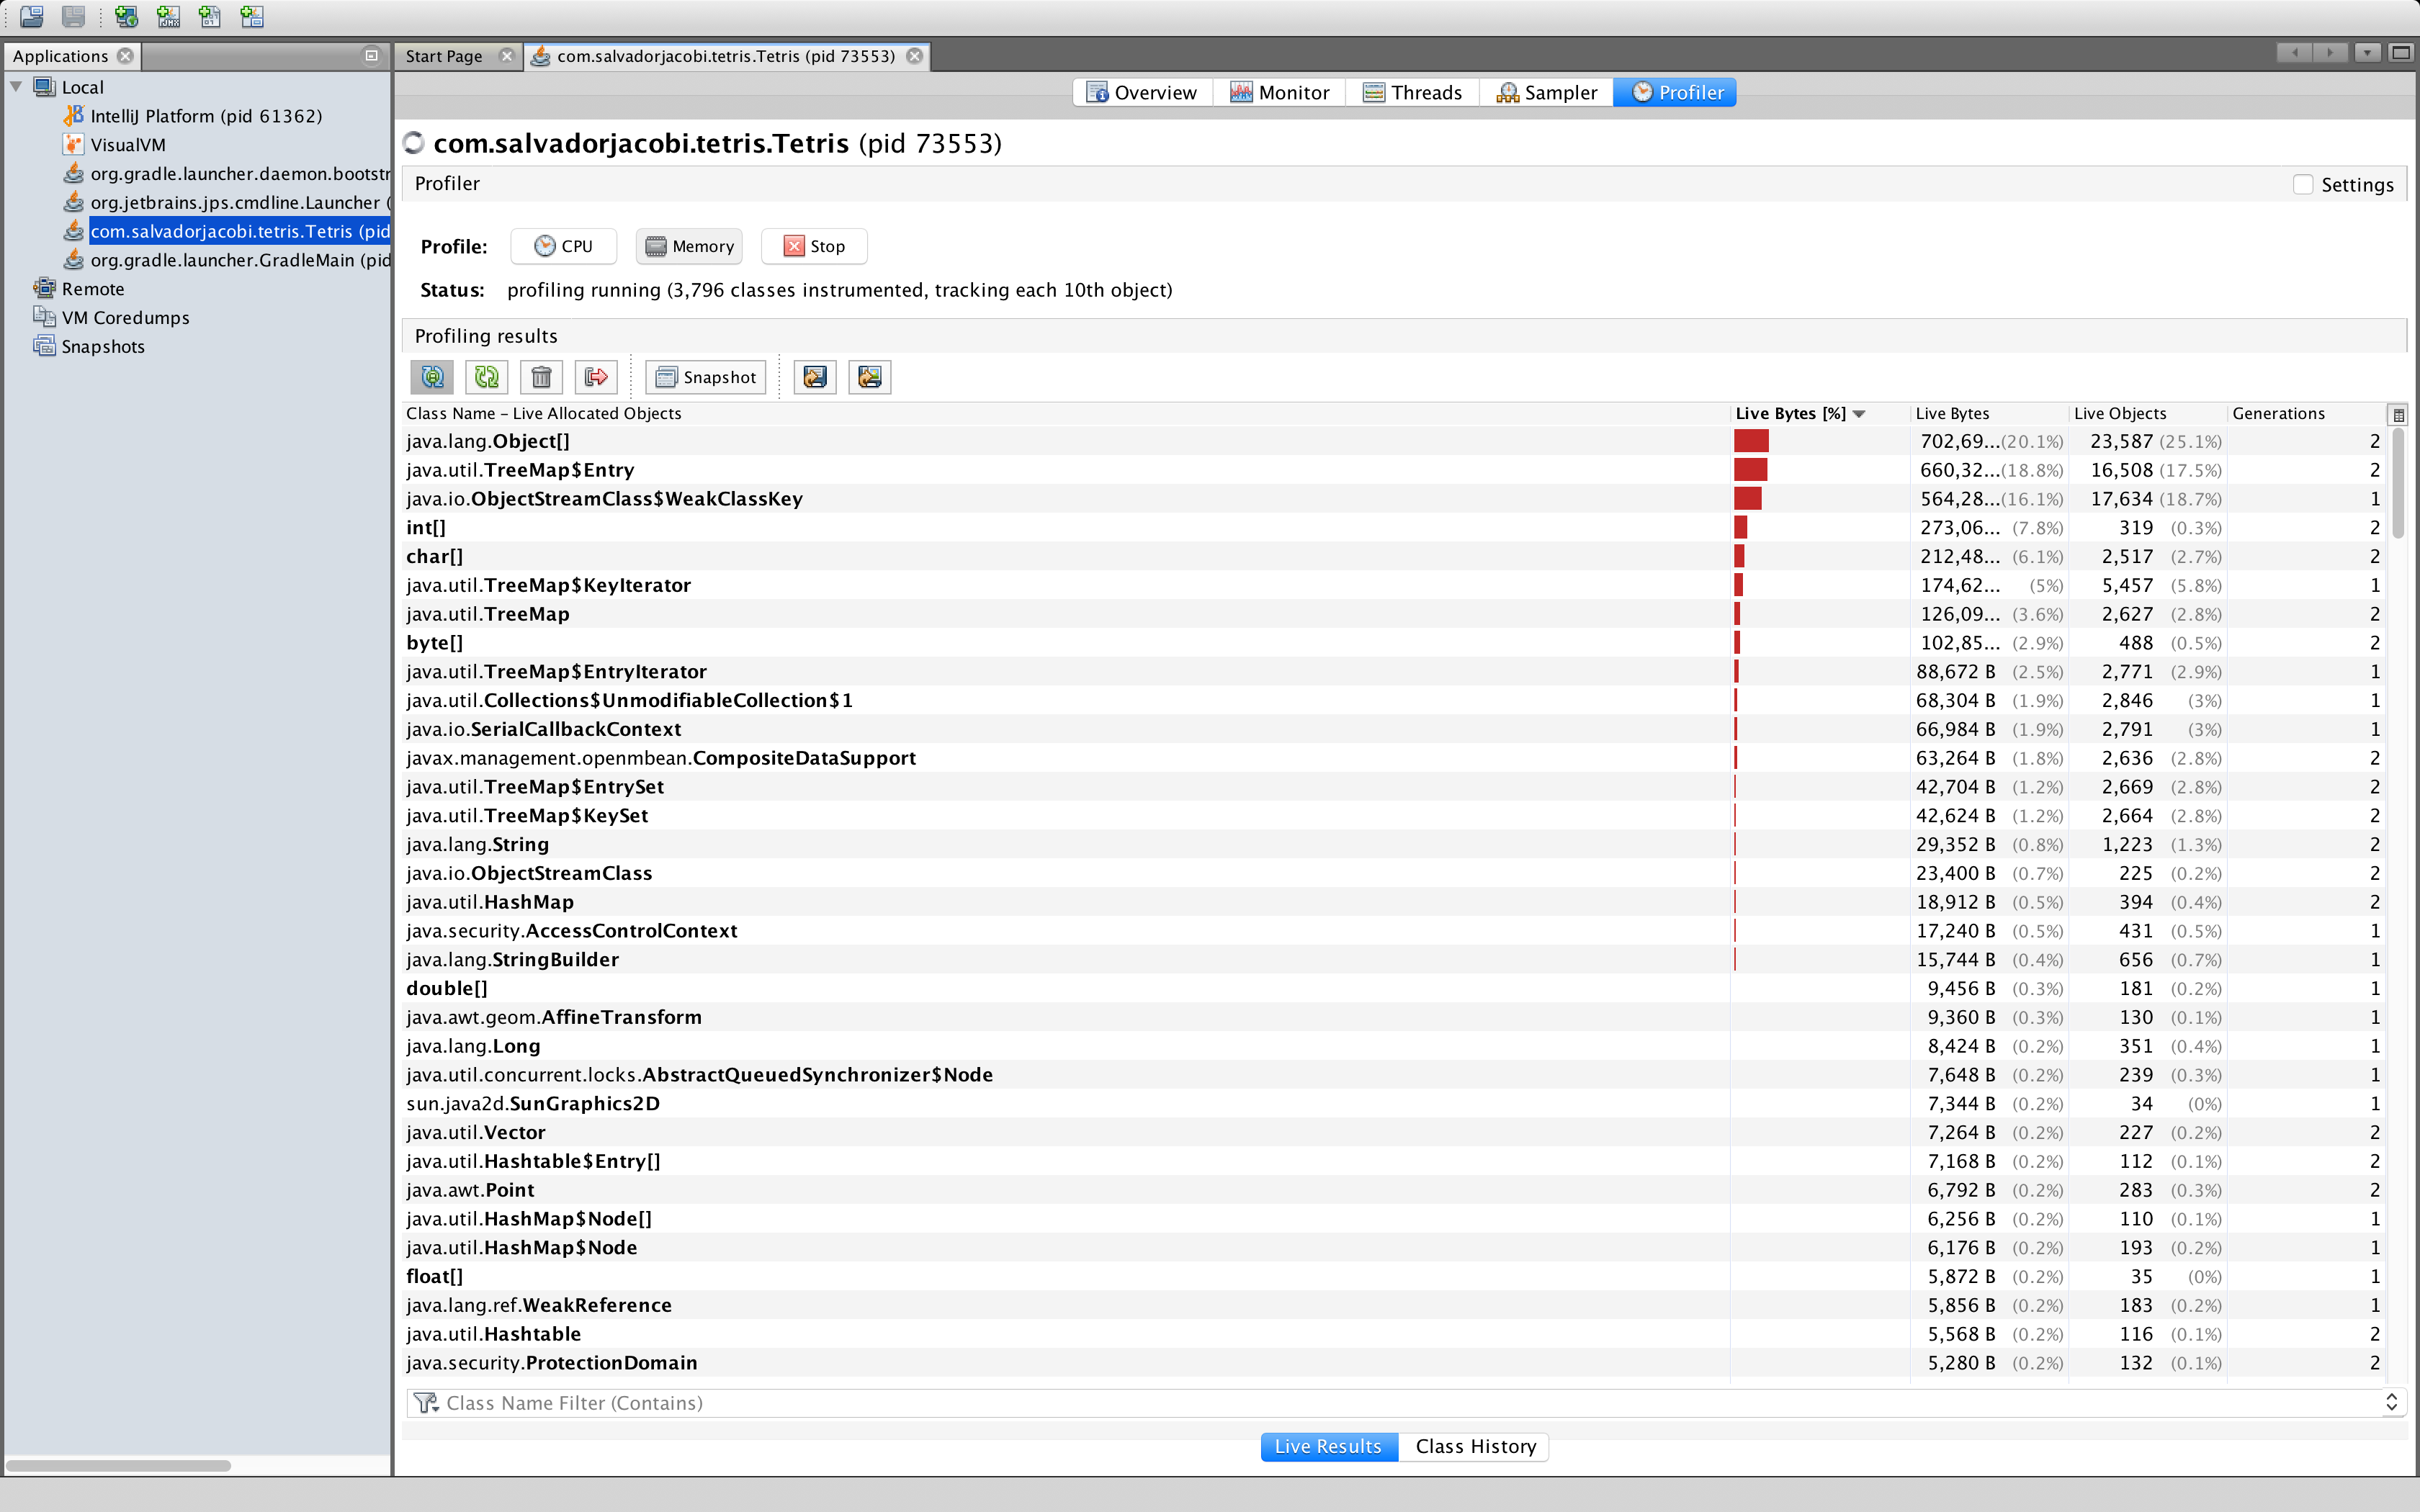 Applications
Start Page
com.salvadorjacobi.tetris.Tetris (pid 73553)
Local
IntelliJ Platform (pid 61362)
VisualVM
org.gradle.launcher.daemon.bootstr
org.jetbrains.jps.cmdline.Launcher (
com.salvadorjacobi.tetris.Tetris (pid
org.gradle.launcher.GradleMain (pid
Remote
VM Coredumps
Snapshots
Overview Monitor Threads Sampler Profiler
com.salvadorjacobi.tetris.Tetris (pid 73553)
Profiler Settings
Profile: CPU Memory Stop
Status: profiling running (3,796 classes instrumented, tracking each 10th object)
Profiling results
Snapshot
Class Name – Live Allocated Objects Live Bytes [%] Live Bytes Live Objects Generations
java.lang.Object[] 702,69... (20.1%) 23,587 (25.1%) 2
java.util.TreeMap$Entry 660,32... (18.8%) 16,508 (17.5%) 2
java.io.ObjectStreamClass$WeakClassKey 564,28... (16.1%) 17,634 (18.7%) 1
int[] 273,06... (7.8%) 319 (0.3%) 2
char[] 212,48... (6.1%) 2,517 (2.7%) 2
java.util.TreeMap$KeyIterator 174,62... (5%) 5,457 (5.8%) 1
java.util.TreeMap 126,09... (3.6%) 2,627 (2.8%) 2
byte[] 102,85... (2.9%) 488 (0.5%) 2
java.util.TreeMap$EntryIterator 88,672 B (2.5%) 2,771 (2.9%) 1
java.util.Collections$UnmodifiableCollection$1 68,304 B (1.9%) 2,846 (3%) 1
java.io.SerialCallbackContext 66,984 B (1.9%) 2,791 (3%) 1
javax.management.openmbean.CompositeDataSupport 63,264 B (1.8%) 2,636 (2.8%) 2
java.util.TreeMap$EntrySet 42,704 B (1.2%) 2,669 (2.8%) 2
java.util.TreeMap$KeySet 42,624 B (1.2%) 2,664 (2.8%) 2
java.lang.String 29,352 B (0.8%) 1,223 (1.3%) 2
java.io.ObjectStreamClass 23,400 B (0.7%) 225 (0.2%) 2
java.util.HashMap 18,912 B (0.5%) 394 (0.4%) 2
java.security.AccessControlContext 17,240 B (0.5%) 431 (0.5%) 1
java.lang.StringBuilder 15,744 B (0.4%) 656 (0.7%) 1
double[] 9,456 B (0.3%) 181 (0.2%) 1
java.awt.geom.AffineTransform 9,360 B (0.3%) 130 (0.1%) 1
java.lang.Long 8,424 B (0.2%) 351 (0.4%) 1
java.util.concurrent.locks.AbstractQueuedSynchronizer$Node 7,648 B (0.2%) 239 (0.3%) 1
sun.java2d.SunGraphics2D 7,344 B (0.2%) 34 (0%) 1
java.util.Vector 7,264 B (0.2%) 227 (0.2%) 2
java.util.Hashtable$Entry[] 7,168 B (0.2%) 112 (0.1%) 2
java.awt.Point 6,792 B (0.2%) 283 (0.3%) 2
java.util.HashMap$Node[] 6,256 B (0.2%) 110 (0.1%) 1
java.util.HashMap$Node 6,176 B (0.2%) 193 (0.2%) 1
float[] 5,872 B (0.2%) 35 (0%) 1
java.lang.ref.WeakReference 5,856 B (0.2%) 183 (0.2%) 1
java.util.Hashtable 5,568 B (0.2%) 116 (0.1%) 2
java.security.ProtectionDomain 5,280 B (0.2%) 132 (0.1%) 2
Class Name Filter (Contains)
Live Results Class History